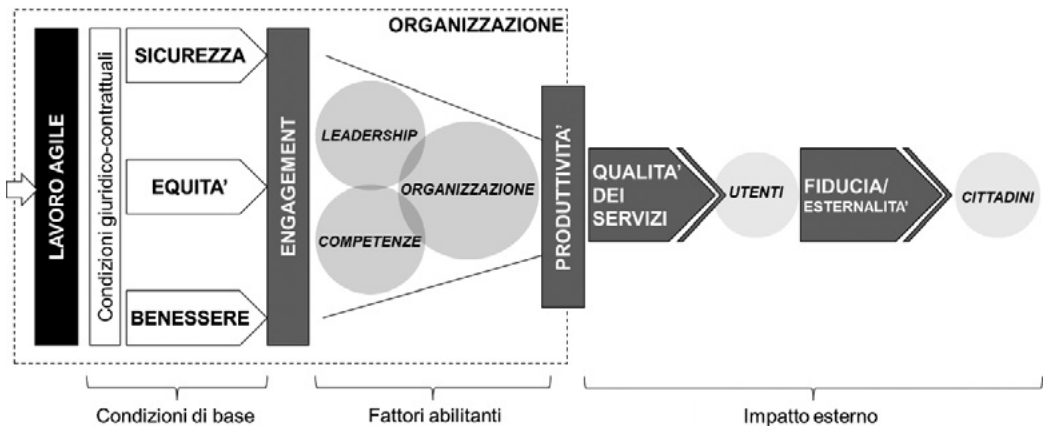 ORGANIZZAZIONE
LAVORO AGILE
Condizioni giuridico-contrattuali
SICUREZZA
EQUITA'
BENESSERE
ENGAGEMENT
LEADERSHIP
ORGANIZZAZIONE
COMPETENZE
PRODUTTIVITA'
QUALITA'
DEI
SERVIZI
UTENTI
FIDUCIA/
ESTERNALITA'
CITTADINI
Condizioni di base
Fattori abilitanti
Impatto esterno